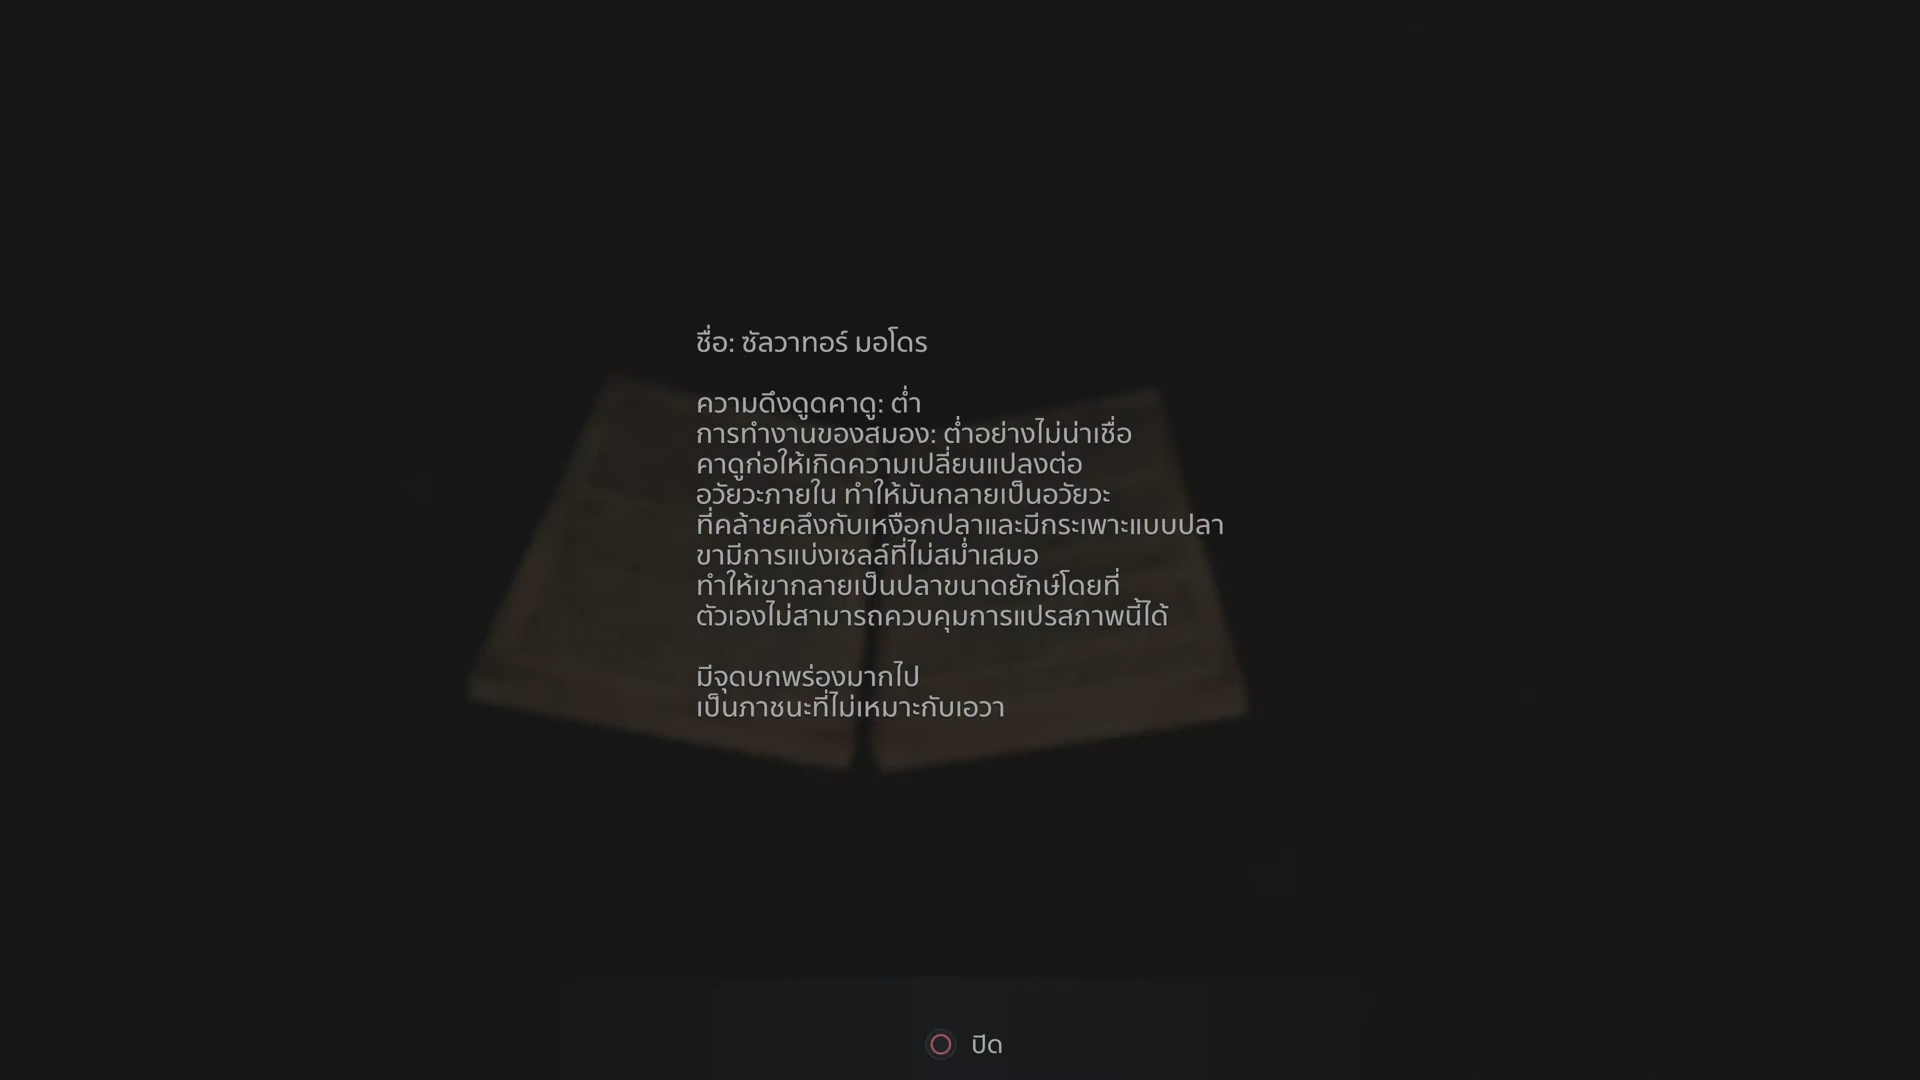 ชื่อ: ซัลวาทอร์ มอโดร
ความดึงดูดคาดู: ต่ำ
การทำงานของสมอง: ต่ำอย่างไม่น่าเชื่อ
คาดูก่อให้เกิดความเปลี่ยนแปลงต่อ
อวัยวะภายใน ทำให้มันกลายเป็นอวัยวะ
ที่คล้ายคลึงกับเหงือกปลาและมีกระเพาะแบบปลา
ขามีการแบ่งเซลล์ที่ไม่สม่ำเสมอ
ทำให้เขากลายเป็นปลาขนาดยักษ์โดยที่
ตัวเองไม่สามารถควบคุมการแปรสภาพนี้ได้
มีจุดบกพร่องมากไป
เป็นภาชนะที่ไม่เหมาะกับเอวา
ปิด